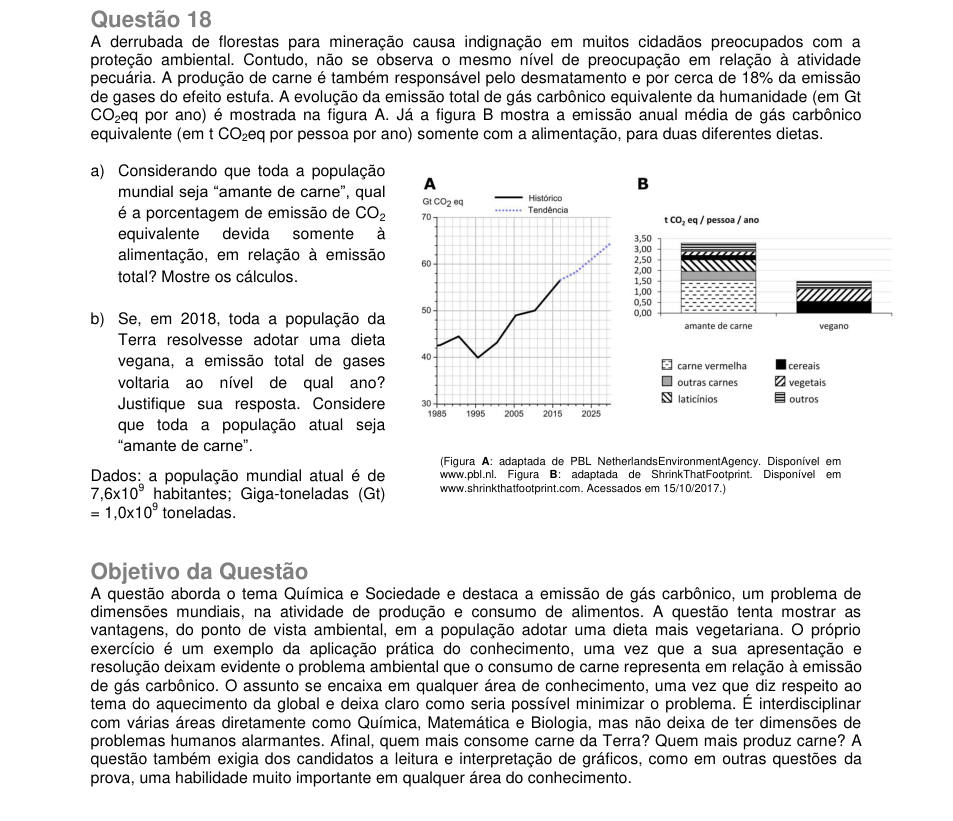 Questão 18
A derrubada de florestas para mineração causa indignação em muitos cidadãos preocupados com a
proteção ambiental. Contudo, não se observa o mesmo nível de preocupação em relação à atividade
pecuária. A produção de carne é também responsável pelo desmatamento e por cerca de 18% da emissão
de gases do efeito estufa. A evolução da emissão total de gás carbônico equivalente da humanidade (em Gt
CO₂eq por ano) é mostrada na figura A. Já a figura B mostra a emissão anual média de gás carbônico
equivalente (em t CO₂eq por pessoa por ano) somente com a alimentação, para duas diferentes dietas.
a) Considerando que toda a população
mundial seja “amante de carne”, qual
é a porcentagem de emissão de CO₂
equivalente devida somente à
alimentação, em relação à emissão
total? Mostre os cálculos.
b) Se, em 2018, toda a população da
Terra resolvesse adotar uma dieta
vegana, a emissão total de gases
voltaria ao nível de qual ano?
Justifique sua resposta. Considere
que toda a população atual seja
“amante de carne”.
Dados: a população mundial atual é de
7,6x10⁹ habitantes; Giga-toneladas (Gt)
= 1,0x10⁹ toneladas.
A
Gt CO₂ eq
Histórico
Tendência
70
60
50
40
30
1985 1995 2005 2015 2025
B
t CO₂ eq / pessoa / ano
3,50
3,00
2,50
2,00
1,50
1,00
0,50
0,00
amante de carne vegano
carne vermelha cereais
outras carnes vegetais
laticínios outros
(Figura A: adaptada de PBL NetherlandsEnvironmentAgency. Disponível em
www.pbl.nl. Figura B: adaptada de ShrinkThatFootprint. Disponível em
www.shrinkthatfootprint.com. Acessados em 15/10/2017.)
Objetivo da Questão
A questão aborda o tema Química e Sociedade e destaca a emissão de gás carbônico, um problema de
dimensões mundiais, na atividade de produção e consumo de alimentos. A questão tenta mostrar as
vantagens, do ponto de vista ambiental, em a população adotar uma dieta mais vegetariana. O próprio
exercício é um exemplo da aplicação prática do conhecimento, uma vez que a sua apresentação e
resolução deixam evidente o problema ambiental que o consumo de carne representa em relação à emissão
de gás carbônico. O assunto se encaixa em qualquer área de conhecimento, uma vez que diz respeito ao
tema do aquecimento da global e deixa claro como seria possível minimizar o problema. É interdisciplinar
com várias áreas diretamente como Química, Matemática e Biologia, mas não deixa de ter dimensões de
problemas humanos alarmantes. Afinal, quem mais consome carne da Terra? Quem mais produz carne? A
questão também exigia dos candidatos a leitura e interpretação de gráficos, como em outras questões da
prova, uma habilidade muito importante em qualquer área do conhecimento.